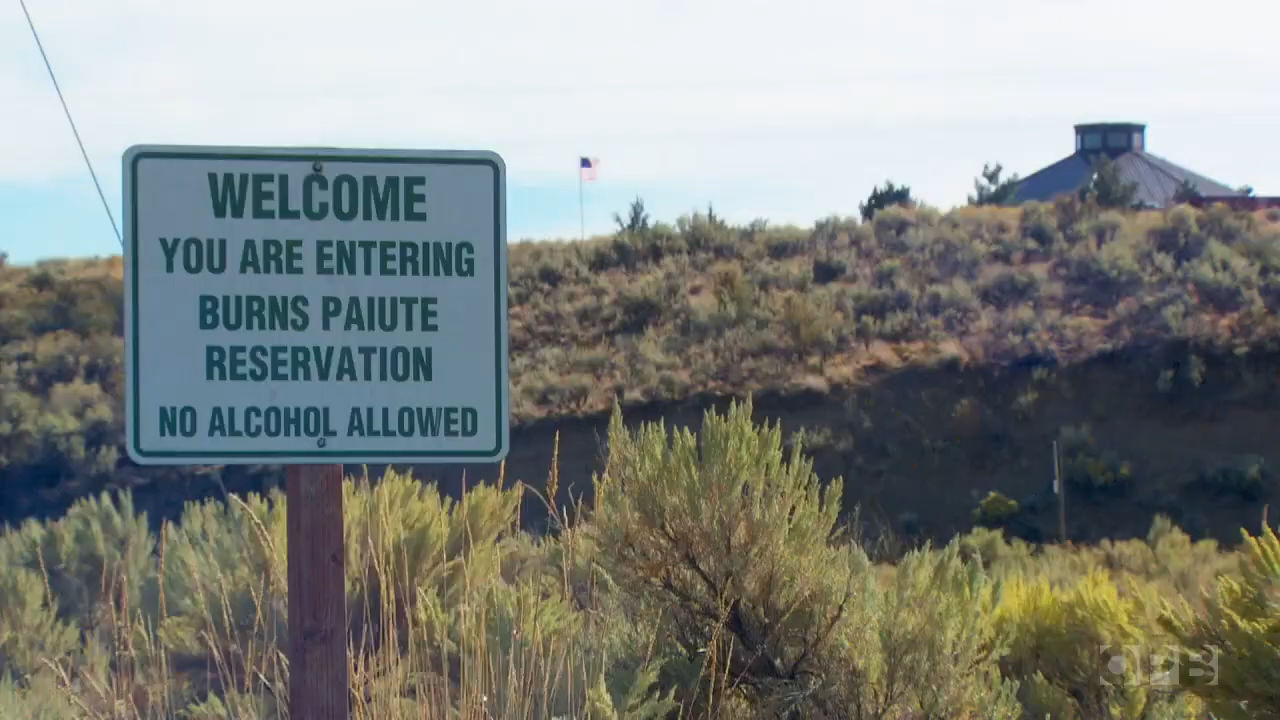 WELCOME
YOU ARE ENTERING
BURNS PAIUTE
RESERVATION
NO ALCOHOL ALLOWED
OPB